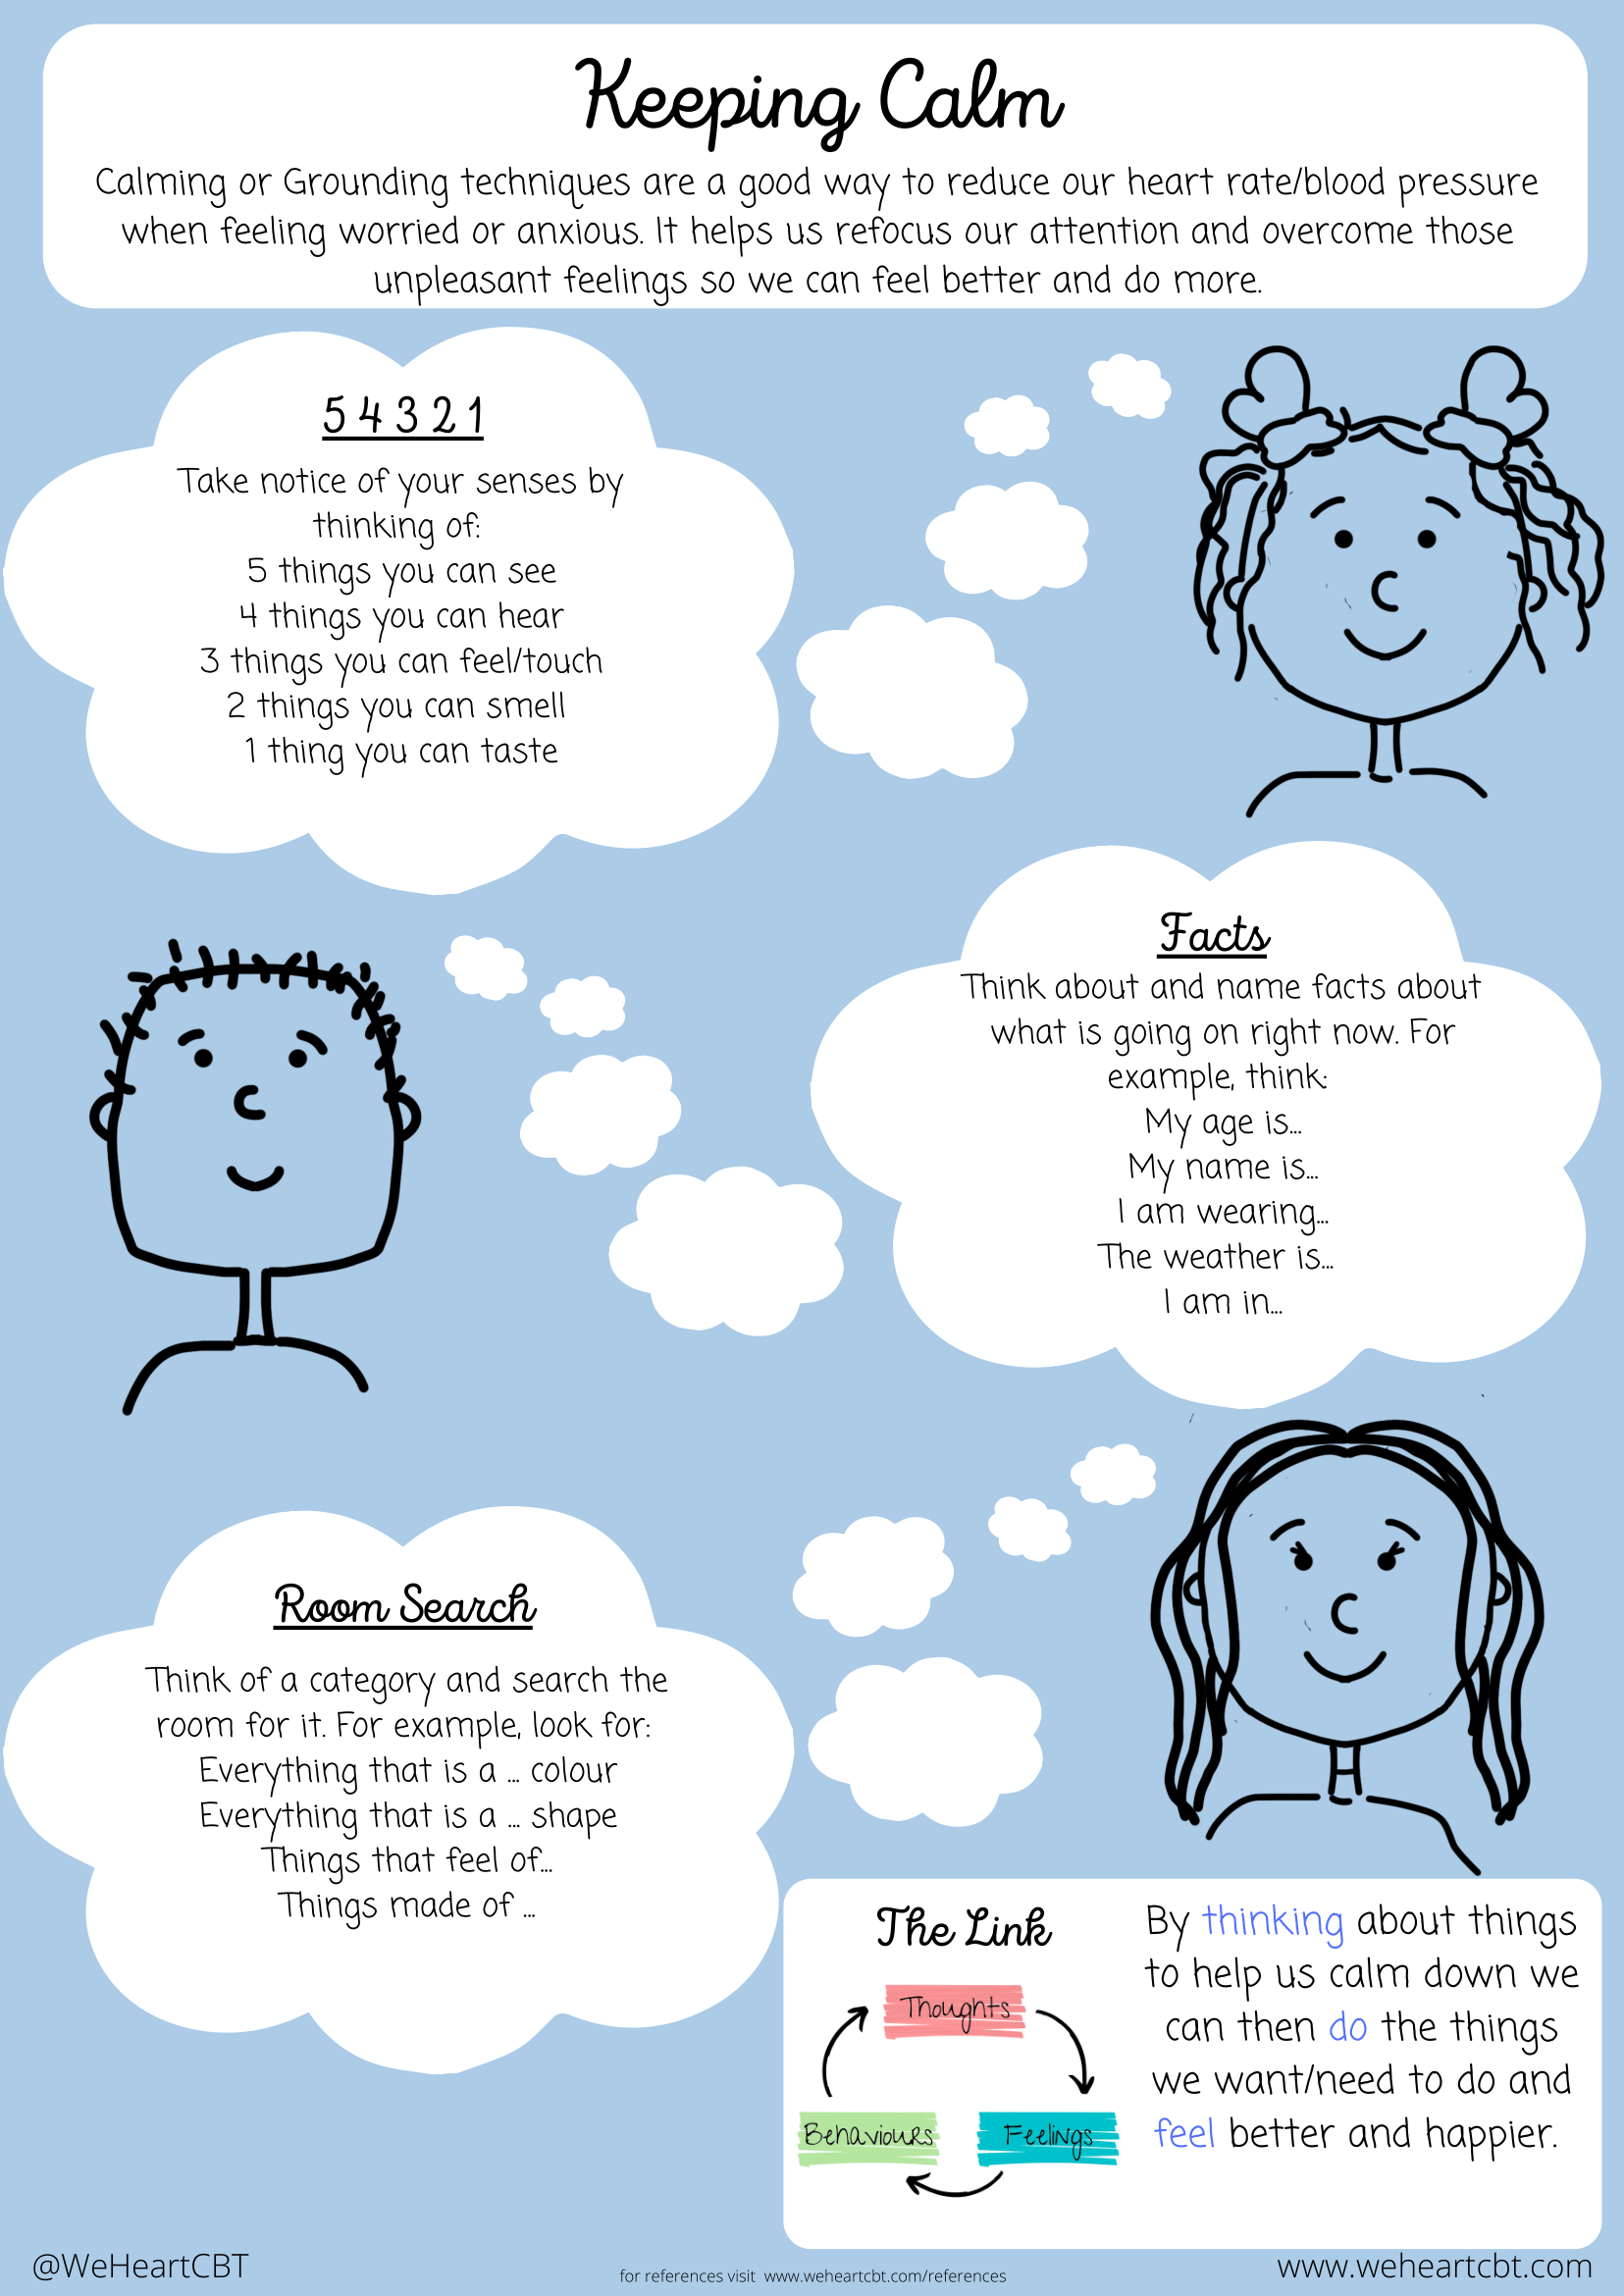 Keeping Calm
Calming or Grounding techniques are a good way to reduce our heart rate/blood pressure
when feeling worried or anxious. It helps us refocus our attention and overcome those
unpleasant feelings so we can feel better and do more.
5 4 3 2 1
Take notice of your senses by
thinking of:
5 things you can see
4 things you can hear
3 things you can feel/touch
2 things you can smell
1 thing you can taste
Facts
Think about and name facts about
what is going on right now. For
example, think:
My age is...
My name is...
I am wearing...
The weather is...
I am in...
Room Search
Think of a category and search the
room for it. For example, look for:
Everything that is a ... colour
Everything that is a ... shape
Things that feel of...
Things made of ...
The Link
Thoughts
Behaviours
Feelings
By thinking about things
to help us calm down we
can then do the things
we want/need to do and
feel better and happier.
@WeHeartCBT
for references visit www.weheartcbt.com/references
www.weheartcbt.com